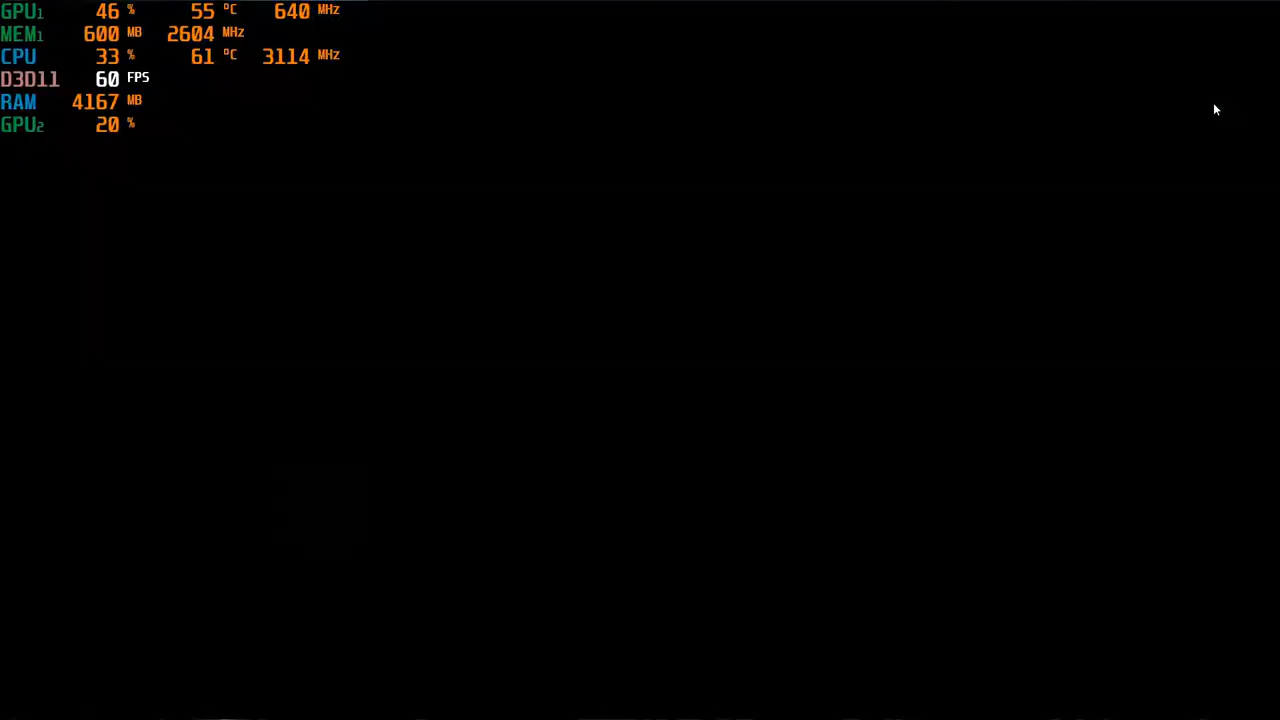 GPU1 46 % 55 °C 640 MHz
MEM1 600 MB 2604 MHz
CPU 33 % 61 °C 3114 MHz
D3D11 60 FPS
RAM 4167 MB
GPU2 20 %